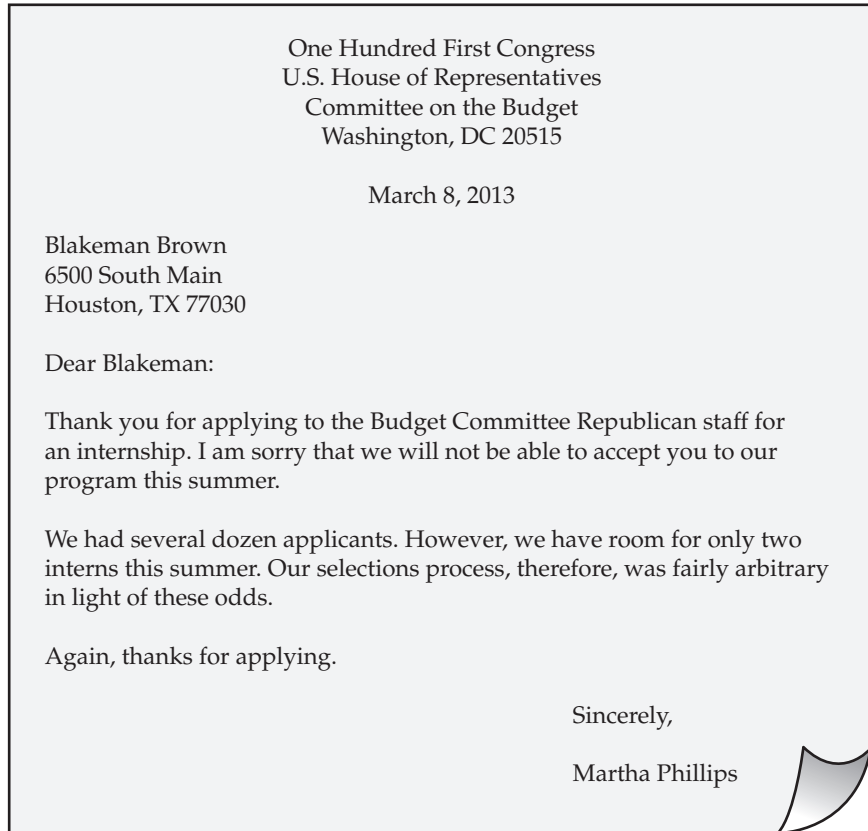 One Hundred First Congress
U.S. House of Representatives
Committee on the Budget
Washington, DC 20515
March 8, 2013
Blakeman Brown
6500 South Main
Houston, TX 77030
Dear Blakeman:
Thank you for applying to the Budget Committee Republican staff for
an internship. I am sorry that we will not be able to accept you to our
program this summer.
We had several dozen applicants. However, we have room for only two
interns this summer. Our selections process, therefore, was fairly arbitrary
in light of these odds.
Again, thanks for applying.
Sincerely,
Martha Phillips